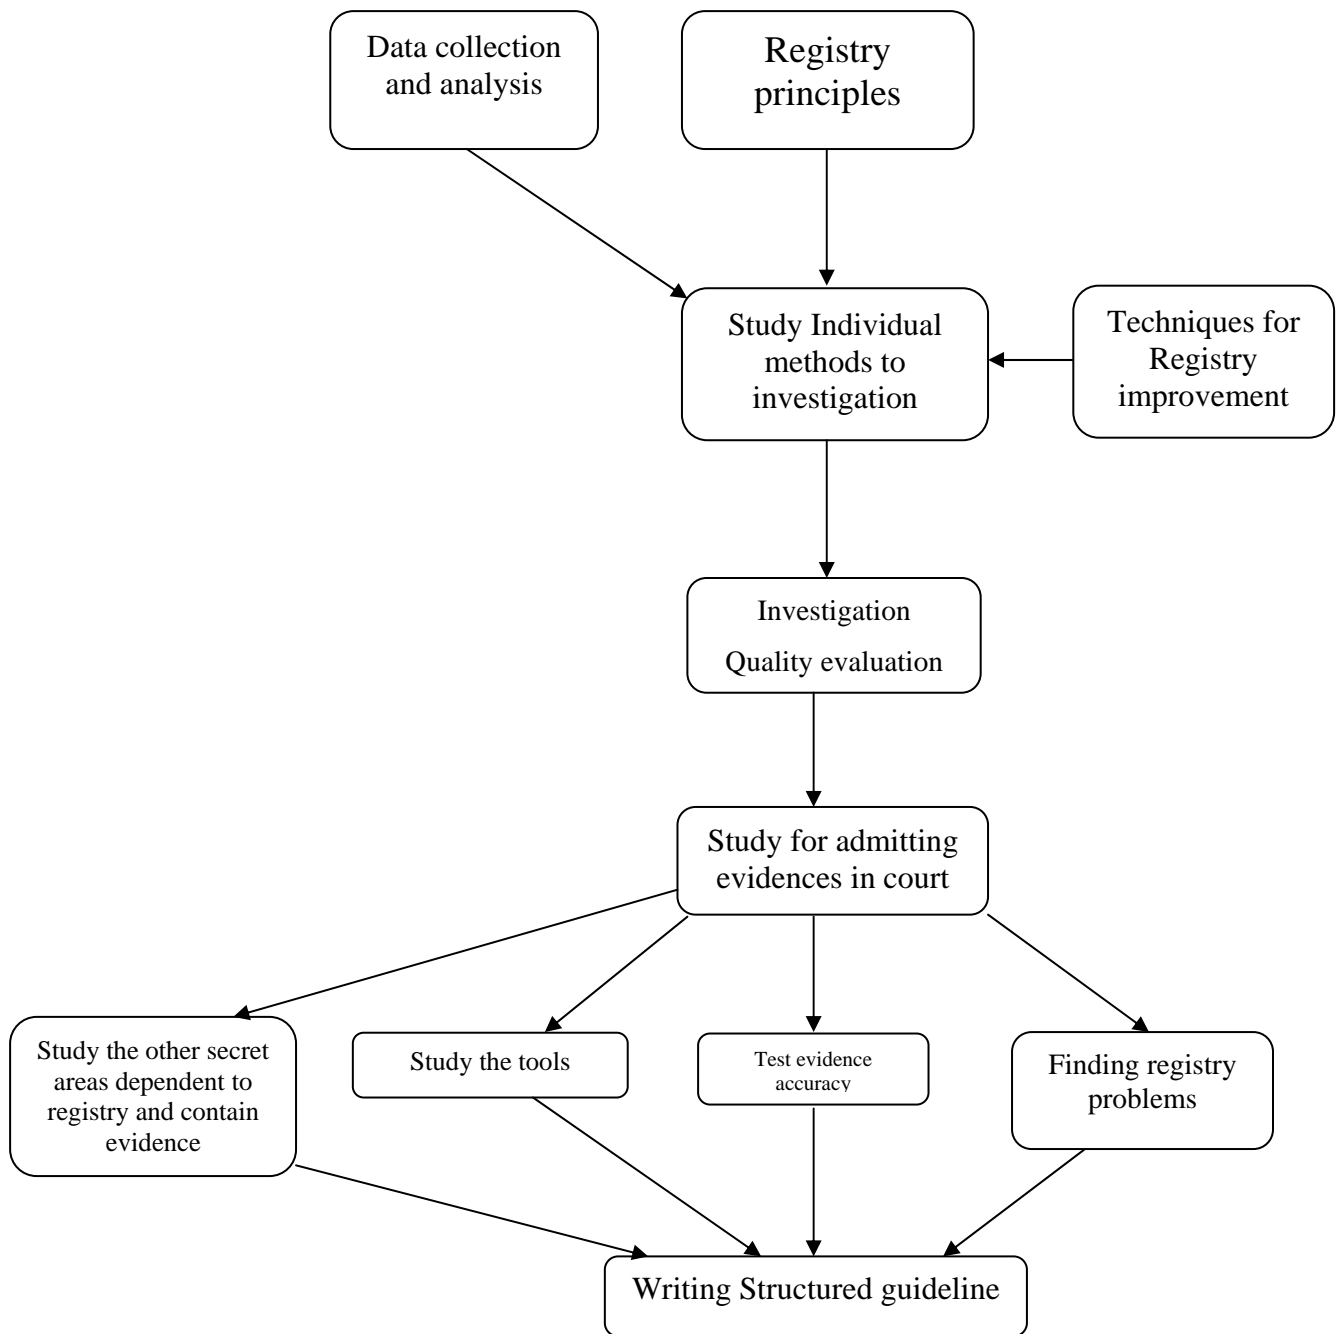 Data collection
and analysis
Registry
principles
Study Individual
methods to
investigation
Techniques for
Registry
improvement
Investigation
Quality evaluation
Study for admitting
evidences in court
Study the other secret
areas dependent to
registry and contain
evidence
Study the tools
Test evidence
accuracy
Finding registry
problems
Writing Structured guideline